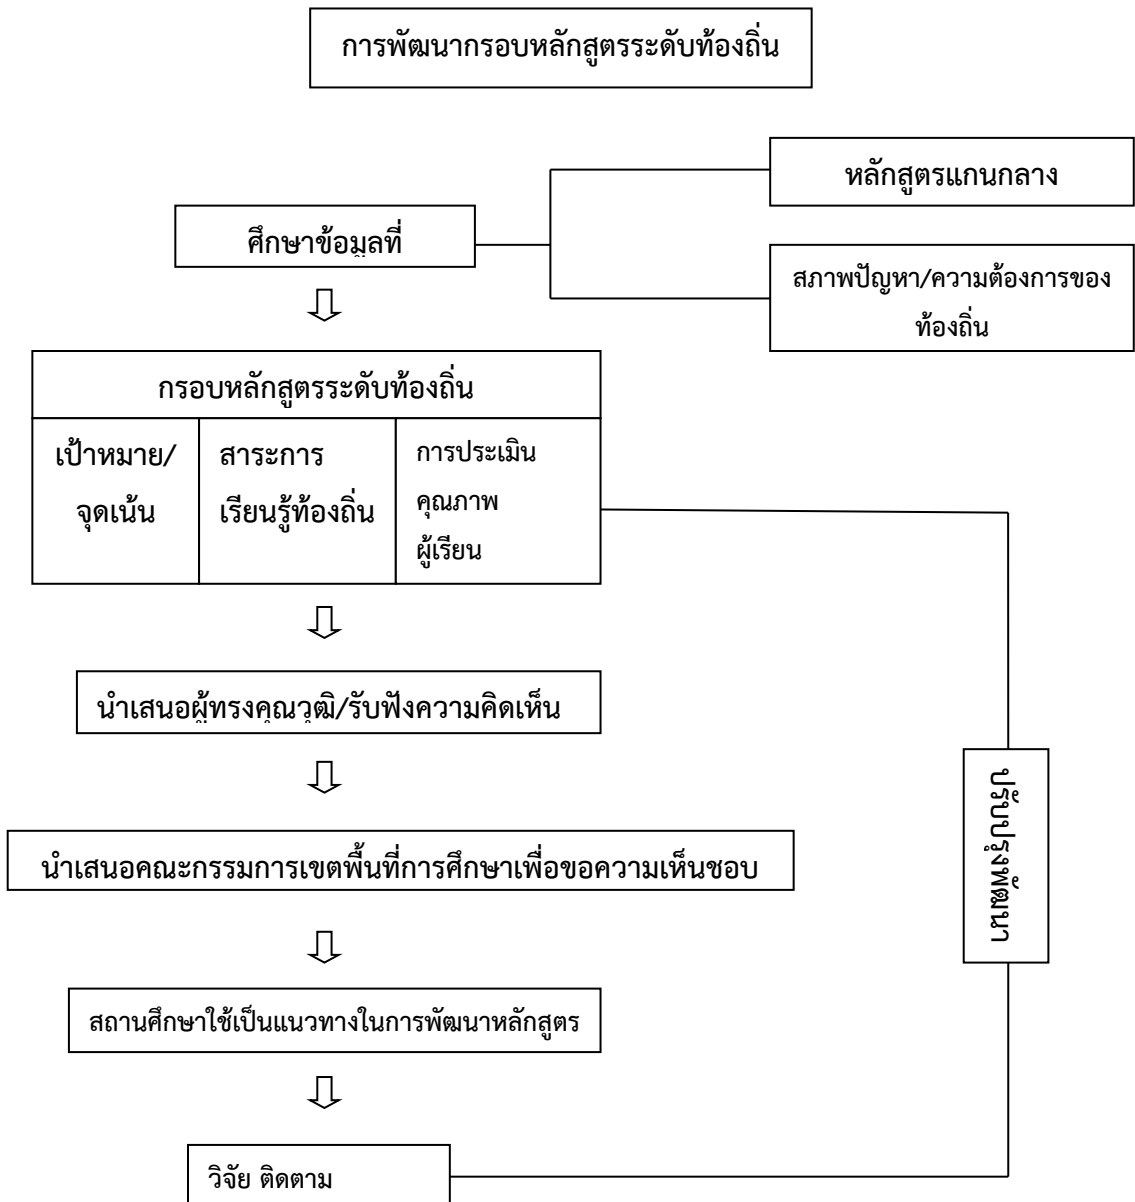 การพัฒนากรอบหลักสูตรระดับท้องถิ่น
หลักสูตรแกนกลาง
ศึกษาข้อมูลที่
สภาพปัญหา/ความต้องการของ
ท้องถิ่น
กรอบหลักสูตรระดับท้องถิ่น
เป้าหมาย/
จุดเน้น
สาระการ
เรียนรู้ท้องถิ่น
การประเมิน
คุณภาพ
ผู้เรียน
นำเสนอผู้ทรงคุณวุฒิ/รับฟังความคิดเห็น
ปรับปรุงพัฒนา
นำเสนอคณะกรรมการเขตพื้นที่การศึกษาเพื่อขอความเห็นชอบ
สถานศึกษาใช้เป็นแนวทางในการพัฒนาหลักสูตร
วิจัย ติดตาม